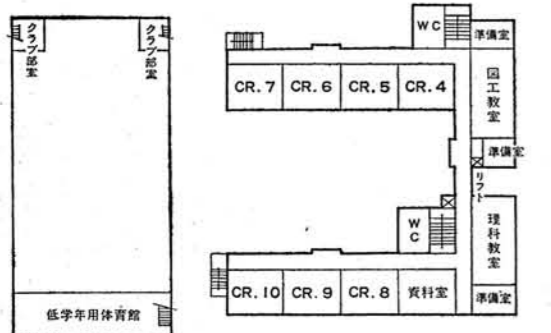 クラブ部室
クラブ部室
低学年用体育館
WC
準備室
図工教室
準備室
リフト
理科教室
準備室
CR.7
CR.6
CR.5
CR.4
WC
CR.10
CR.9
CR.8
資料室